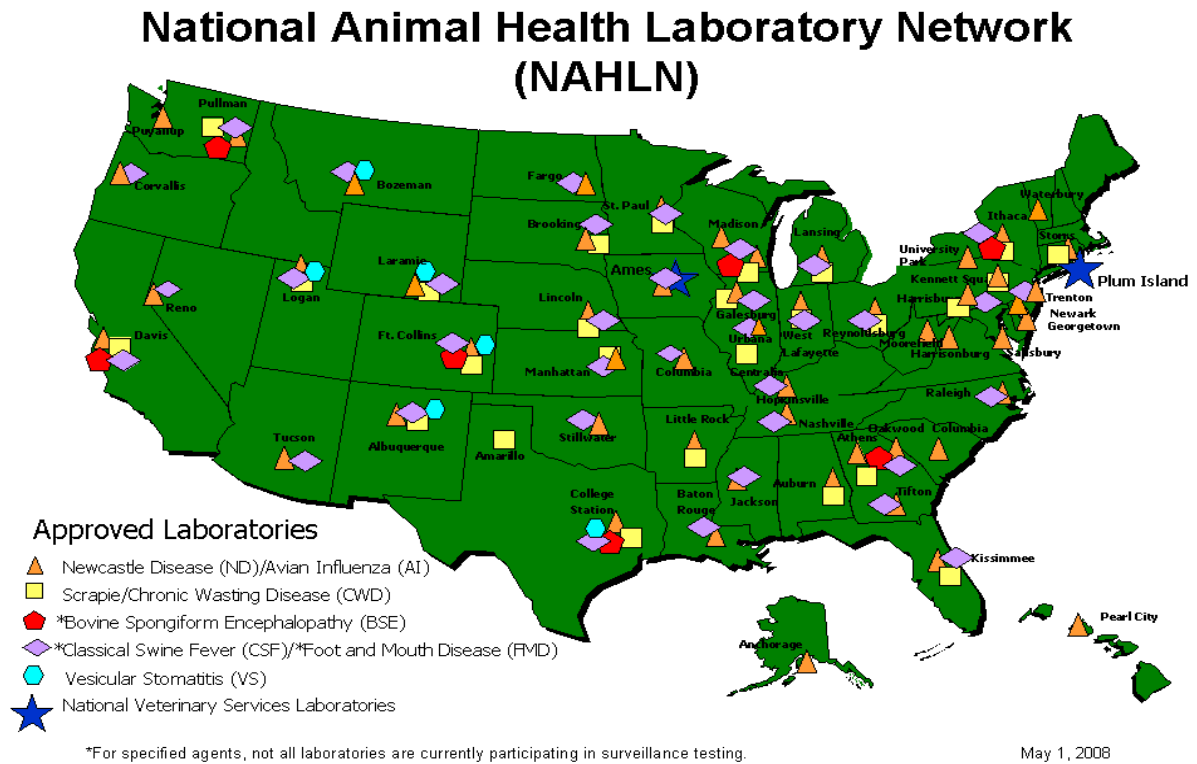 National Animal Health Laboratory Network
(NAHLN)
Pullman
Puyallup
Corvallis
Bozeman
Fargo
St. Paul
Brooking
Madison
Lansing
Waterbury
Ithaca
Storrs
University
Park
Kennett Squ
Plum Island
Laramie
Ames
Logan
Reno
Lincoln
Galesburg
Harrisbu
Trenton
Newark
Georgetown
Davis
Ft. Collins
Urbana
West
Lafayette
Reynoldsburg
Moorefield
Harrisonburg
Salisbury
Manhattan
Columbia
Centralia
Hopkinsville
Raleigh
Nashville
Little Rock
Oakwood
Columbia
Athens
Tucson
Albuquerque
Amarillo
Stillwater
College
Station
Baton
Rouge
Jackson
Auburn
Tifton
Kissimmee
Approved Laboratories
Newcastle Disease (ND)/Avian Influenza (AI)
Scrapie/Chronic Wasting Disease (CWD)
*Bovine Spongiform Encephalopathy (BSE)
*Classical Swine Fever (CSF)/*Foot and Mouth Disease (FMD)
Vesicular Stomatitis (VS)
National Veterinary Services Laboratories
Anchorage
Pearl City
*For specified agents, not all laboratories are currently participating in surveillance testing.
May 1, 2008